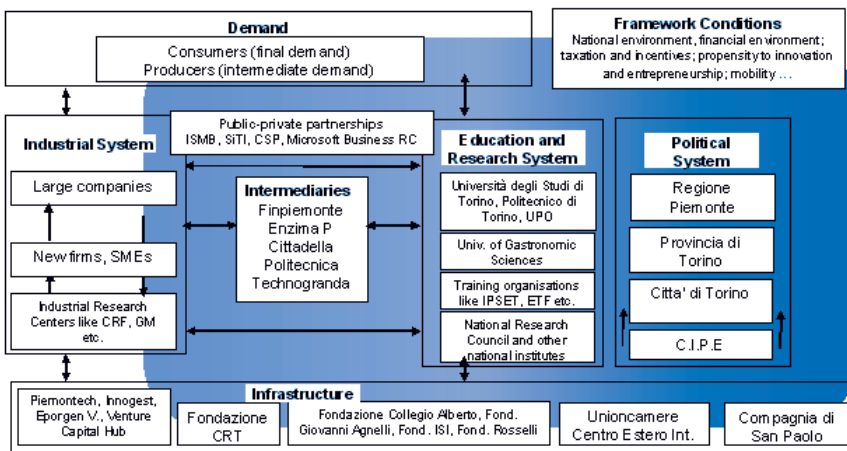 Demand
Consumers (final demand)
Producers (intermediate demand)
Framework Conditions
National environment, financial environment;
taxation and incentives; propensity to innovation
and entrepreneurship; mobility ...
Public-private partnerships
ISMB, SiTI, CSP, Microsoft Business RC
Industrial System
Large companies
New firms, SMEs
Industrial Research
Centers like CRF, GM
etc.
Intermediaries
Finpiemonte
Enzima P
Cittadella
Politecnica
Technogranda
Education and
Research System
Università degli Studi di
Torino, Politecnico di
Torino, UPO
Univ. of Gastronomic
Sciences
Training organisations
like IPSET, ETF etc.
National Research
Council and other
national institutes
Political
System
Regione
Piemonte
Provincia di
Torino
Citta' di Torino
C.I.P.E
Infrastructure
Piemontech, Innogest,
Eporgen V., Venture
Capital Hub
Fondazione
CRT
Fondazione Collegio Alberto, Fond.
Giovanni Agnelli, Fond. ISI, Fond. Rosselli,
Unioncamere
Centro Estero Int.
Compagnia di
San Paolo